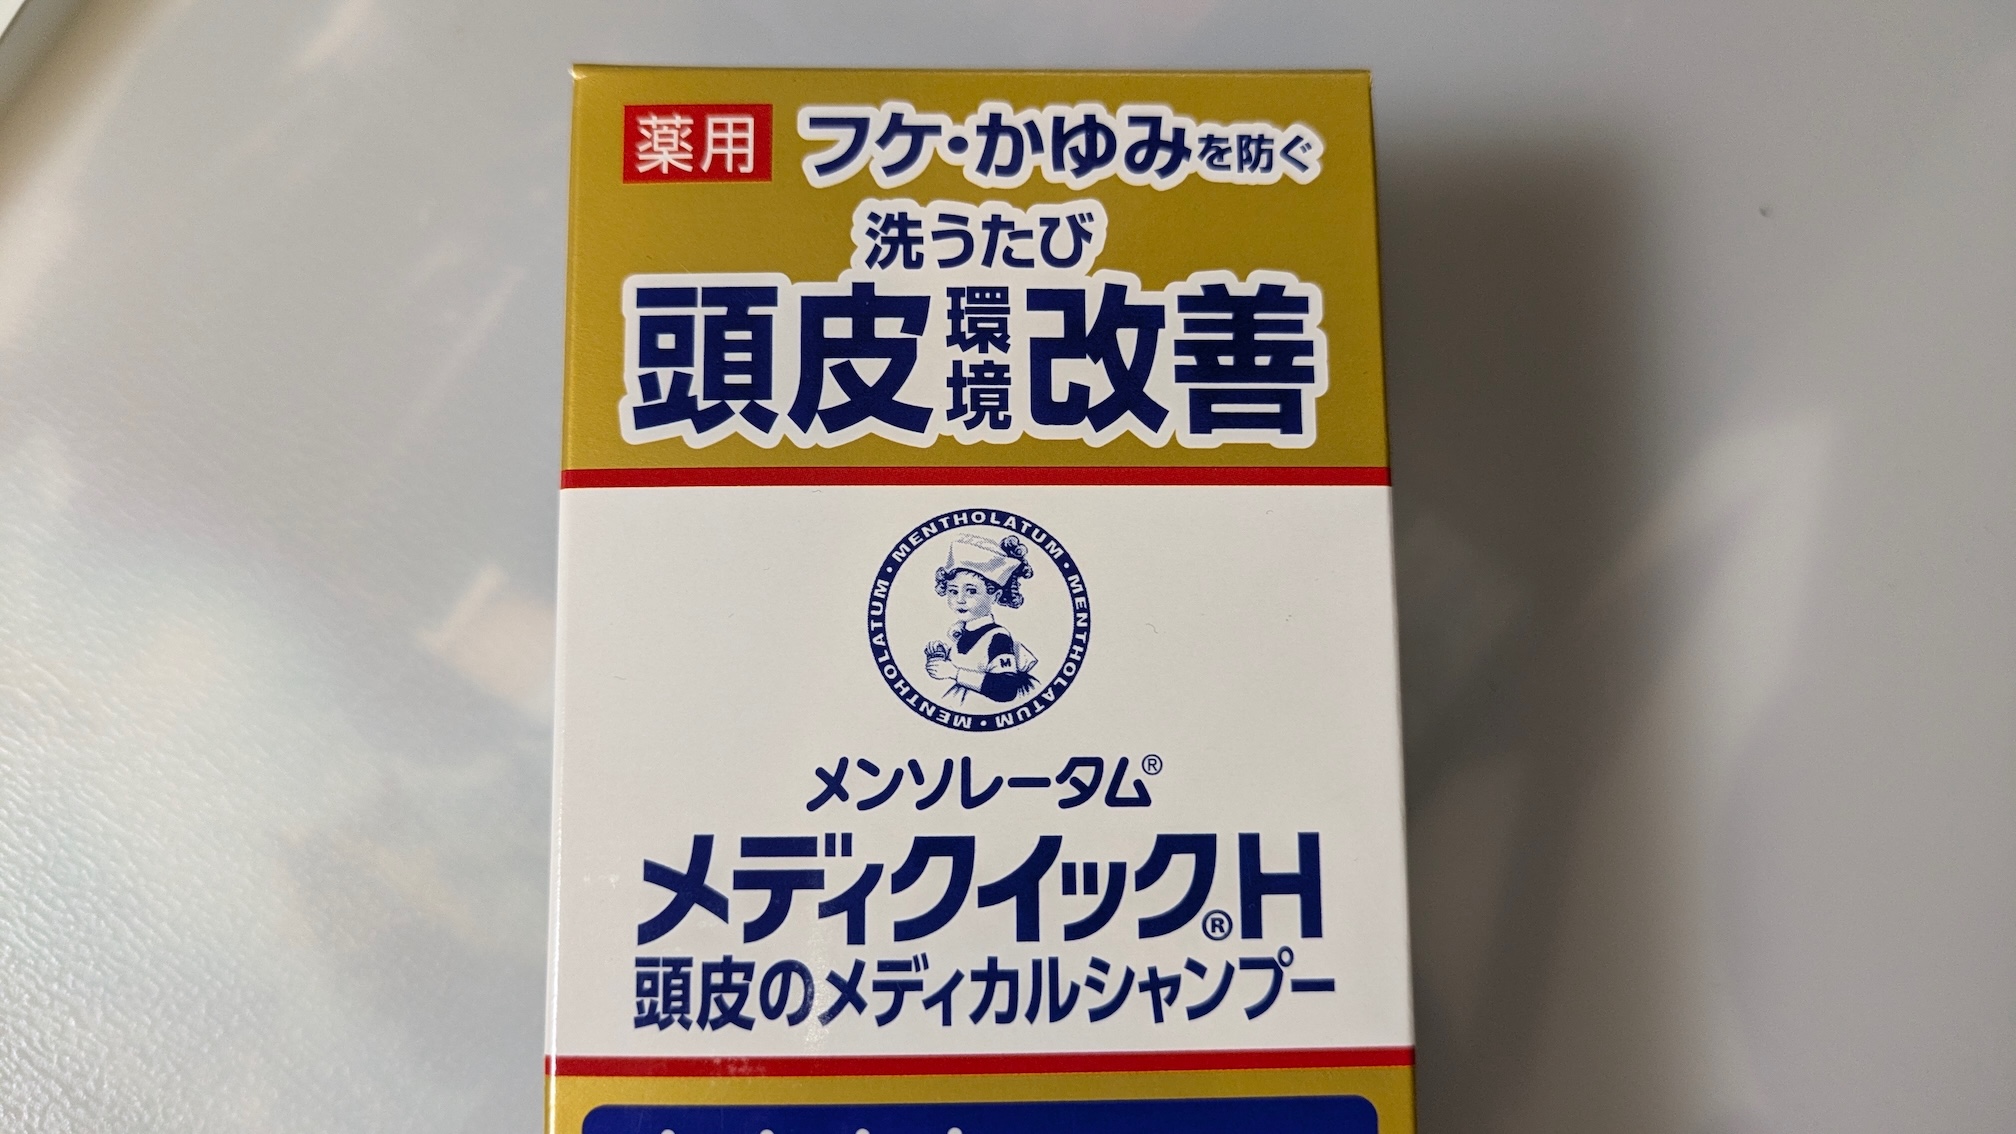 薬用 フケ・かゆみを防ぐ
洗うたび
頭皮環境改善
MENTHOLATUM・MENTHOLATUM・MENTHOLATUM・MENTHOLATUM・
M
メンソレータム®
メディクイック®H
頭皮のメディカルシャンプー